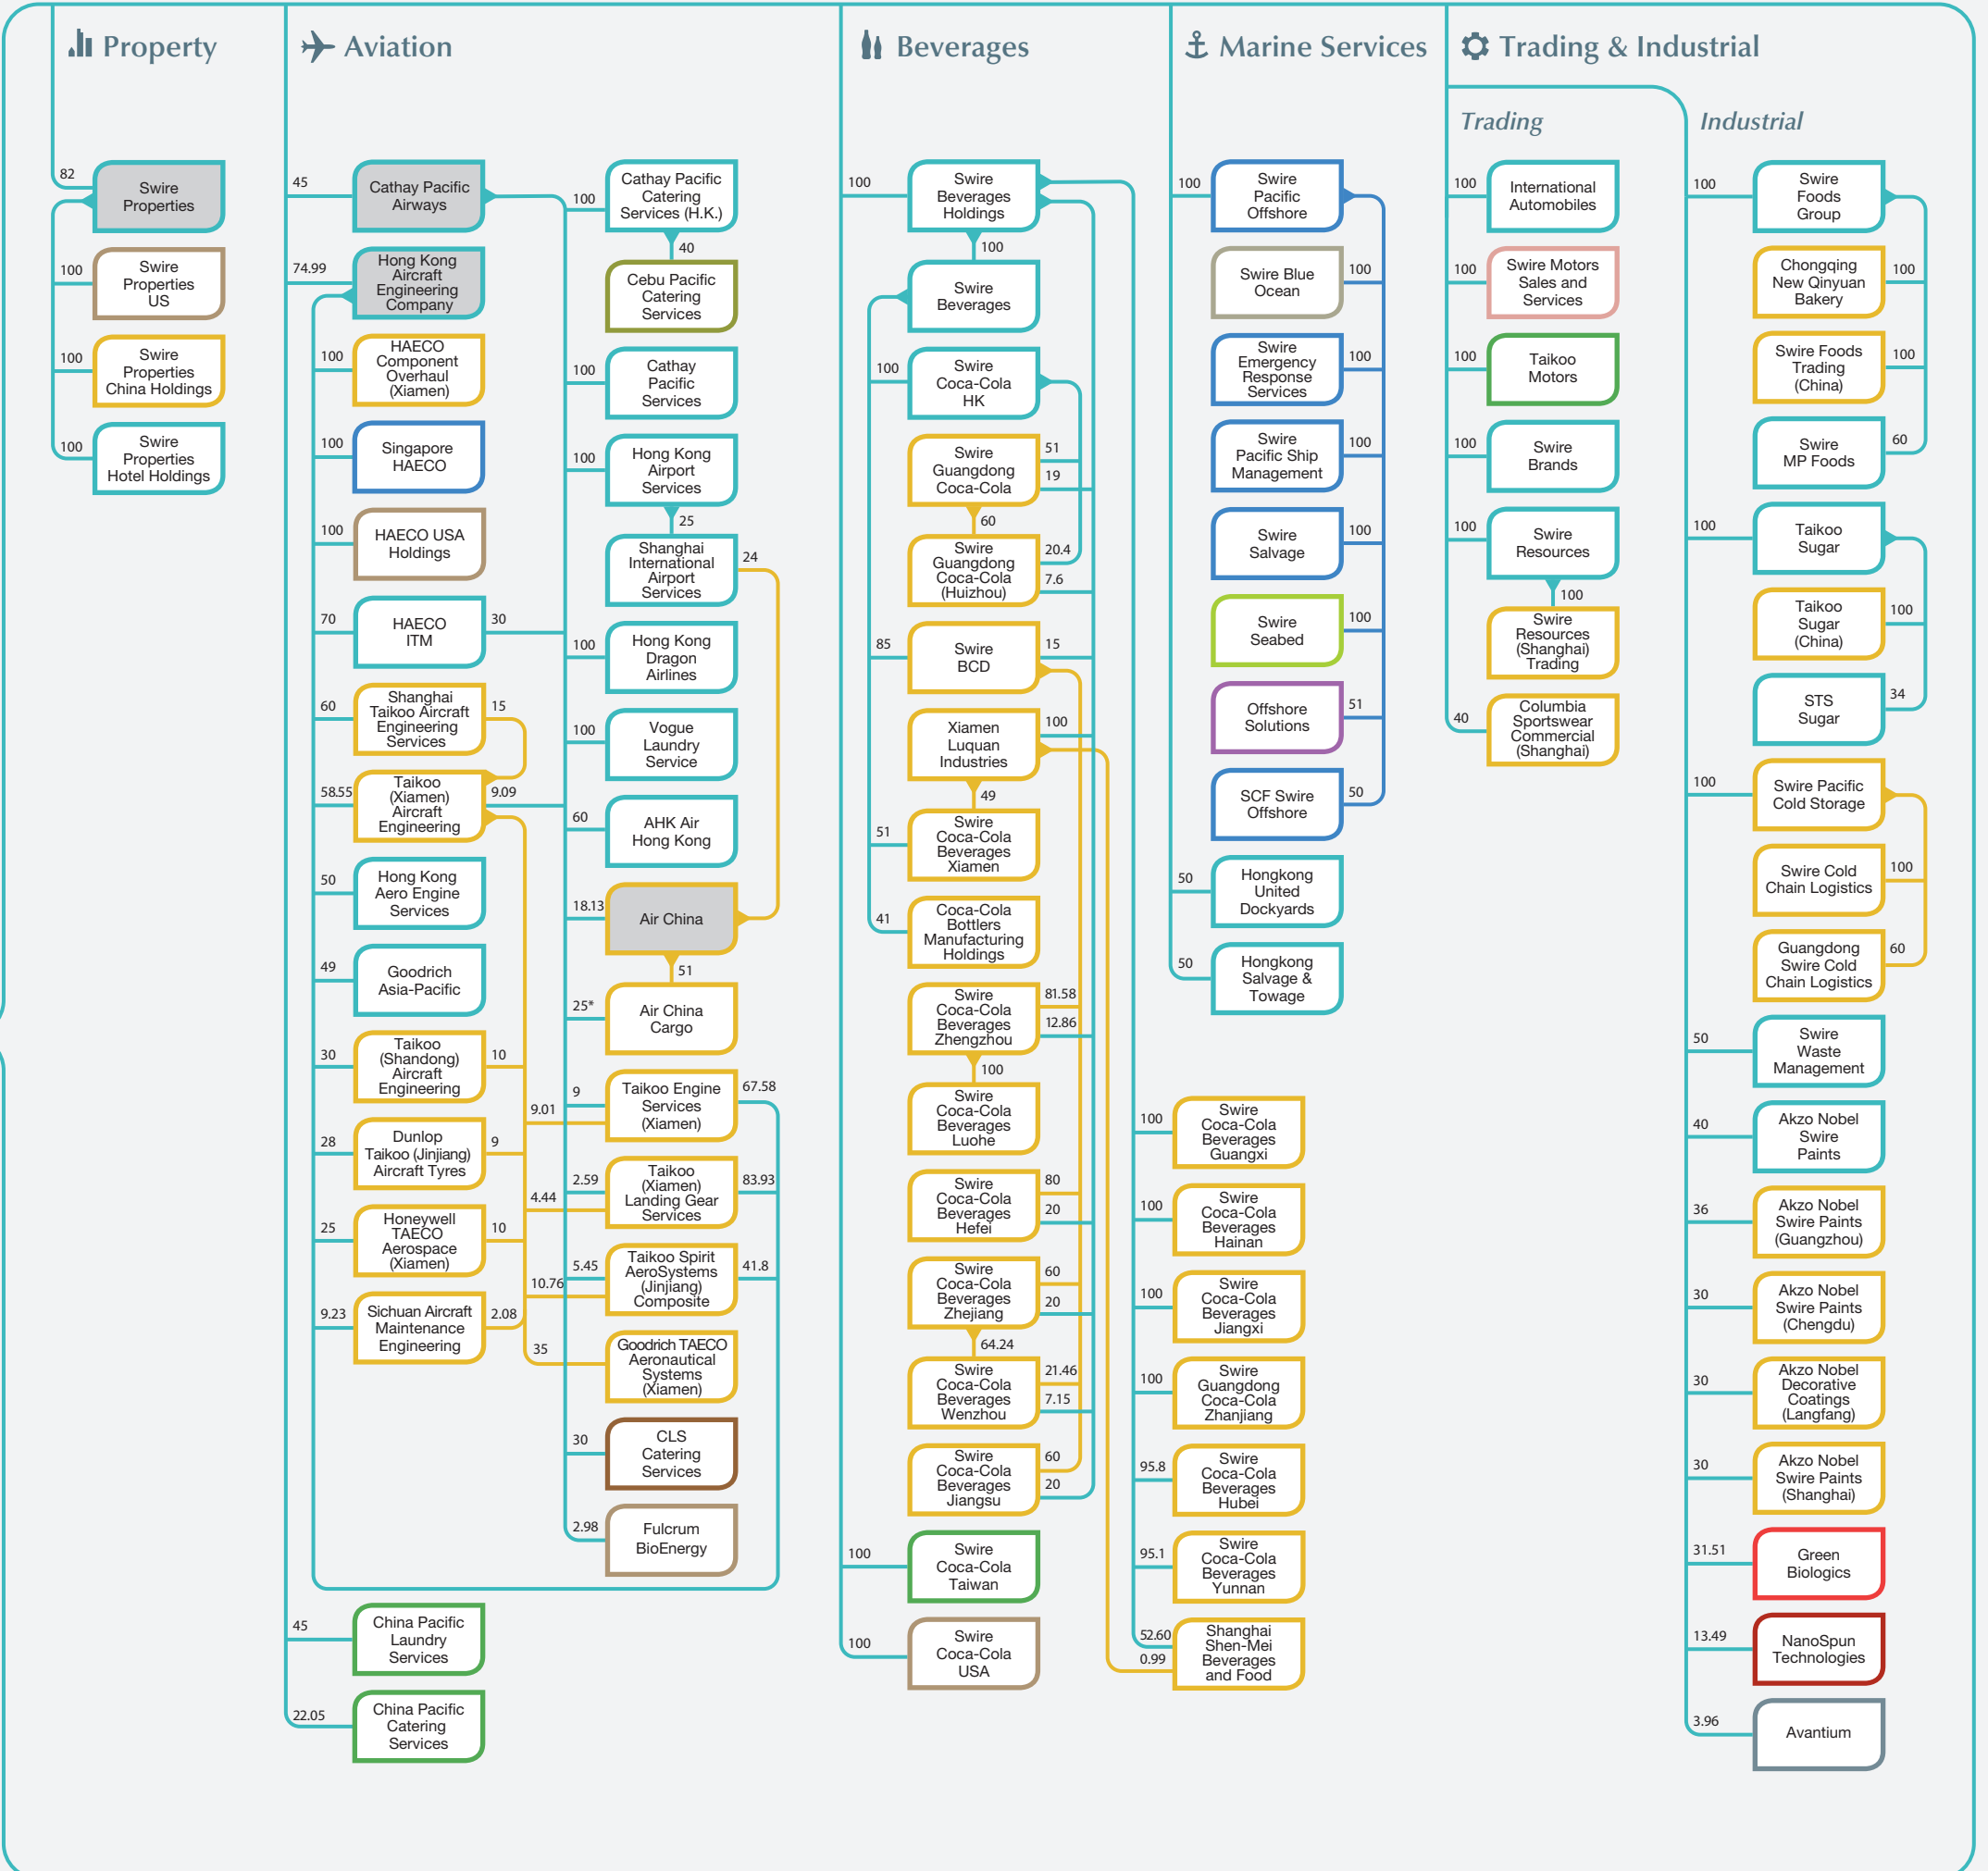 Property
82
Swire
Properties
100
Swire
Properties
US
100
Swire
Properties
China Holdings
100
Swire
Properties
Hotel Holdings
Aviation
45
Cathay Pacific
Airways
74.99
Hong Kong
Aircraft
Engineering
Company
100
HAECO
Component
Overhaul
(Xiamen)
100
Singapore
HAECO
100
HAECO USA
Holdings
70
HAECO
ITM
30
60
Shanghai
Taikoo Aircraft
Engineering
Services
15
58.55
Taikoo
(Xiamen)
Aircraft
Engineering
9.09
50
Hong Kong
Aero Engine
Services
49
Goodrich
Asia-Pacific
30
Taikoo
(Shandong)
Aircraft
Engineering
10
28
Dunlop
Taikoo (Jinjiang)
Aircraft Tyres
9
25
Honeywell
TAECO
Aerospace
(Xiamen)
10
9.23
Sichuan Aircraft
Maintenance
Engineering
2.08
45
China Pacific
Laundry
Services
22.05
China Pacific
Catering
Services
100
Cathay Pacific
Catering
Services (H.K.)
40
Cebu Pacific
Catering
Services
100
Cathay
Pacific
Services
100
Hong Kong
Airport
Services
25
Shanghai
International
Airport
Services
24
100
Hong Kong
Dragon
Airlines
100
Vogue
Laundry
Service
60
AHK Air
Hong Kong
18.13
Air China
51
25*
Air China
Cargo
9
9.01
Taikoo Engine
Services
(Xiamen)
67.58
2.59
4.44
Taikoo
(Xiamen)
Landing Gear
Services
83.93
5.45
10.76
Taikoo Spirit
AeroSystems
(Jinjiang)
Composite
41.8
35
Goodrich TAECO
Aeronautical
Systems
(Xiamen)
30
CLS
Catering
Services
2.98
Fulcrum
BioEnergy
Beverages
100
Swire
Beverages
Holdings
100
Swire
Beverages
100
Swire
Coca-Cola
HK
Swire
Guangdong
Coca-Cola
51
19
60
Swire
Guangdong
Coca-Cola
(Huizhou)
20.4
7.6
85
Swire
BCD
15
Xiamen
Luquan
Industries
100
49
51
Swire
Coca-Cola
Beverages
Xiamen
41
Coca-Cola
Bottlers
Manufacturing
Holdings
Swire
Coca-Cola
Beverages
Zhengzhou
81.58
12.86
100
Swire
Coca-Cola
Beverages
Luohe
Swire
Coca-Cola
Beverages
Hefei
80
20
Swire
Coca-Cola
Beverages
Zhejiang
60
20
64.24
Swire
Coca-Cola
Beverages
Wenzhou
21.46
7.15
Swire
Coca-Cola
Beverages
Jiangsu
60
20
100
Swire
Coca-Cola
Taiwan
100
Swire
Coca-Cola
USA
100
Swire
Coca-Cola
Beverages
Guangxi
100
Swire
Coca-Cola
Beverages
Hainan
100
Swire
Coca-Cola
Beverages
Jiangxi
100
Swire
Guangdong
Coca-Cola
Zhanjiang
95.8
Swire
Coca-Cola
Beverages
Hubei
95.1
Swire
Coca-Cola
Beverages
Yunnan
52.60
0.99
Shanghai
Shen-Mei
Beverages
and Food
Marine Services
100
Swire
Pacific
Offshore
Swire Blue
Ocean
100
Swire
Emergency
Response
Services
100
Swire
Pacific Ship
Management
100
Swire
Salvage
100
Swire
Seabed
100
Offshore
Solutions
51
SCF Swire
Offshore
50
50
Hongkong
United
Dockyards
50
Hongkong
Salvage &
Towage
Trading & Industrial
Trading
100
International
Automobiles
100
Swire Motors
Sales and
Services
100
Taikoo
Motors
100
Swire
Brands
100
Swire
Resources
100
Swire
Resources
(Shanghai)
Trading
40
Columbia
Sportswear
Commercial
(Shanghai)
Industrial
100
Swire
Foods
Group
Chongqing
New Qinyuan
Bakery
100
Swire Foods
Trading
(China)
100
Swire
MP Foods
60
100
Taikoo
Sugar
Taikoo
Sugar
(China)
100
STS
Sugar
34
100
Swire Pacific
Cold Storage
Swire Cold
Chain Logistics
100
Guangdong
Swire Cold
Chain Logistics
60
50
Swire
Waste
Management
40
Akzo Nobel
Swire
Paints
36
Akzo Nobel
Swire Paints
(Guangzhou)
30
Akzo Nobel
Swire Paints
(Chengdu)
30
Akzo Nobel
Decorative
Coatings
(Langfang)
30
Akzo Nobel
Swire Paints
(Shanghai)
31.51
Green
Biologics
13.49
NanoSpun
Technologies
3.96
Avantium